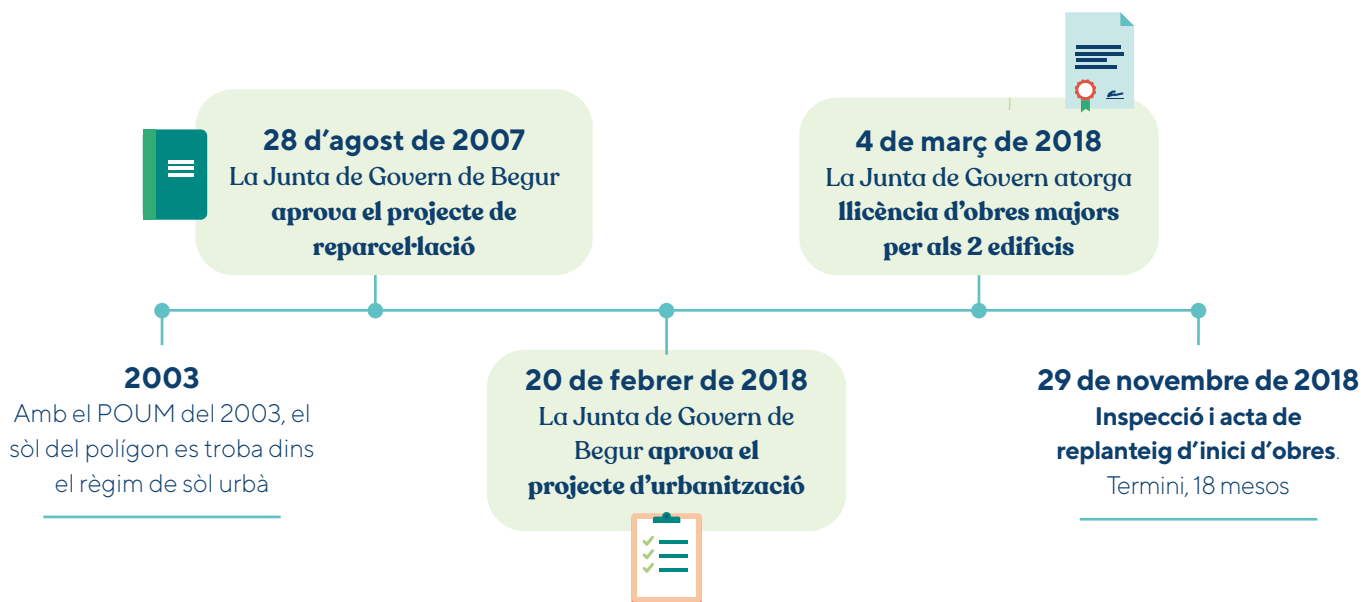 2003
Amb el POUM del 2003, el
sòl del polígon es troba dins
el règim de sòl urbà
28 d’agost de 2007
La Junta de Govern de Begur
aprova el projecte de
reparcel·lació
20 de febrer de 2018
La Junta de Govern de
Begur aprova el
projecte d’urbanització
4 de març de 2018
La Junta de Govern atorga
llicència d’obres majors
per als 2 edificis
29 de novembre de 2018
Inspecció i acta de
replanteig d’inici d’obres.
Termini, 18 mesos